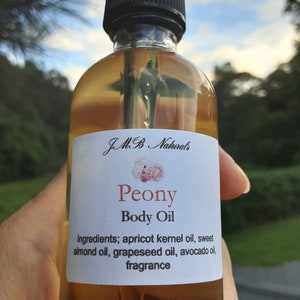 J.M.B Naturals
Peony
Body Oil
Ingredients; apricot kernel oil, sweet
almond oil, grapeseed oil, avocado oil,
fragrance